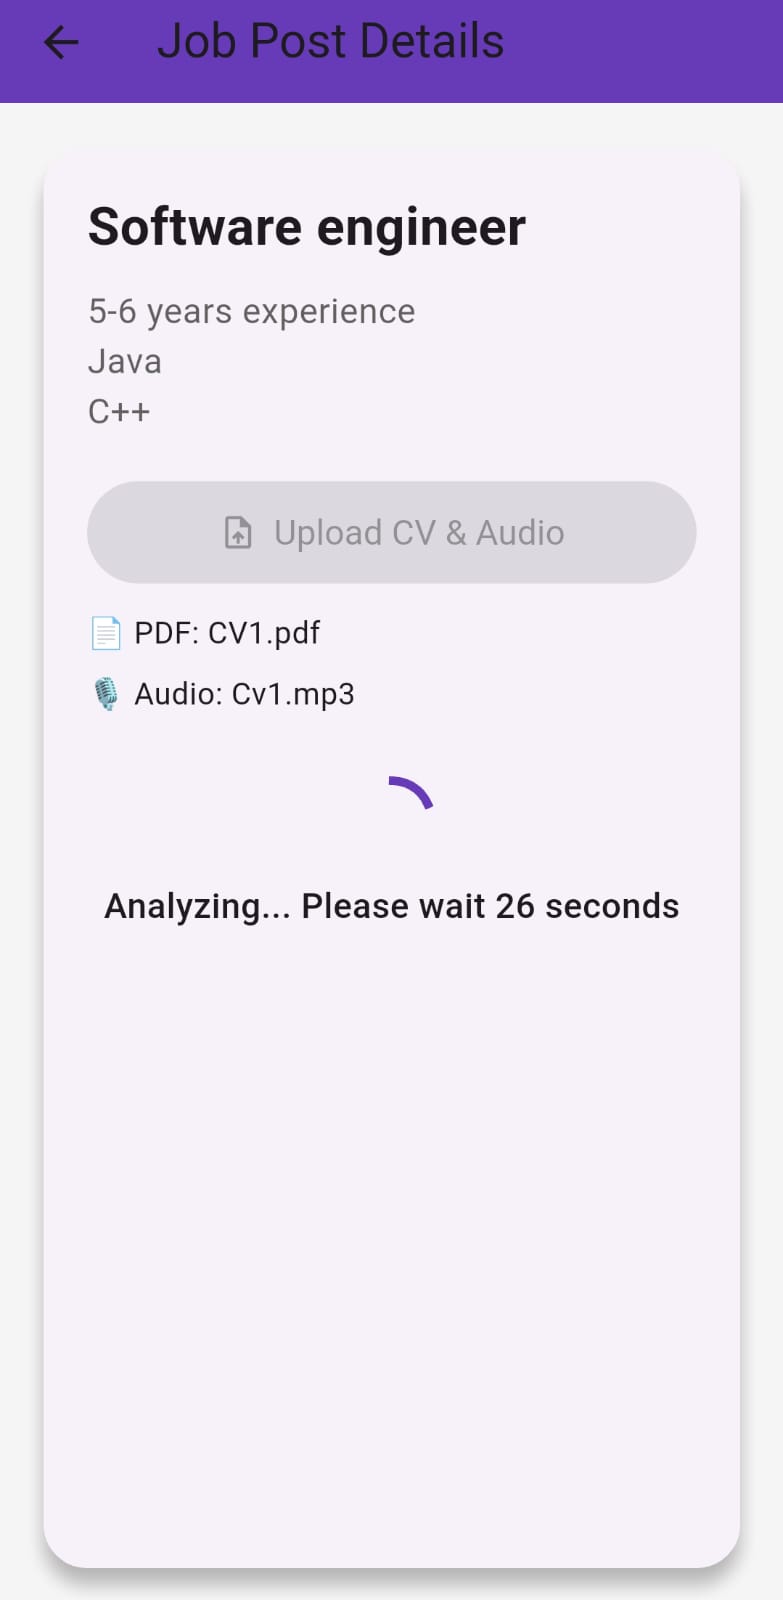 Job Post Details
Software engineer
5-6 years experience
Java
C++
Upload CV & Audio
PDF: CV1.pdf
Audio: Cv1.mp3
Analyzing... Please wait 26 seconds